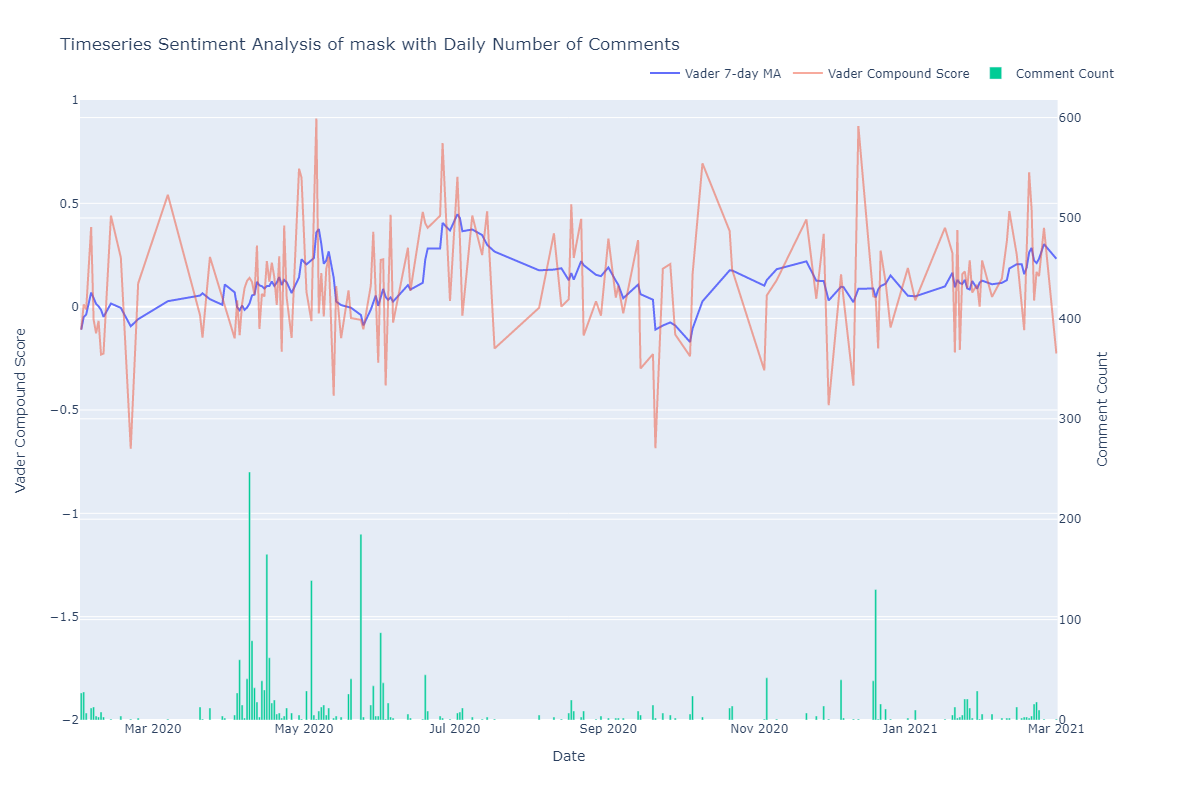 Timeseries Sentiment Analysis of mask with Daily Number of Comments
Vader 7-day MA
Vader Compound Score
Comment Count
1
0.5
0
−0.5
−1
−1.5
−2
Vader Compound Score
600
500
400
300
200
100
0
Comment Count
Mar 2020
May 2020
Jul 2020
Sep 2020
Nov 2020
Jan 2021
Mar 2021
Date